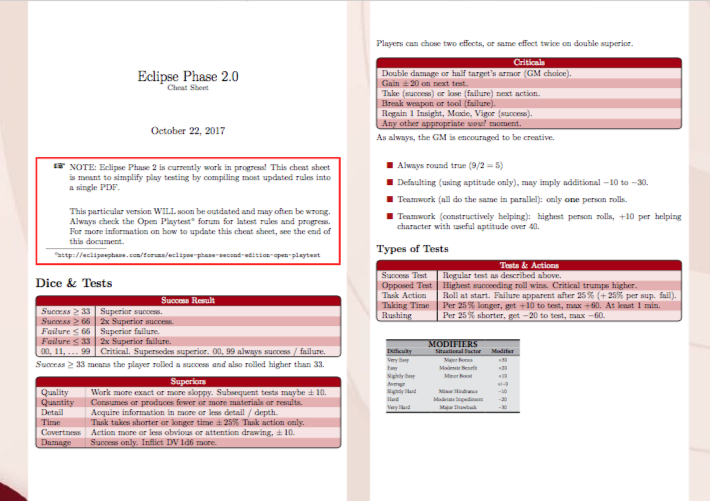 Eclipse Phase 2.0
Cheat Sheet
October 22, 2017
☞ NOTE: Eclipse Phase 2 is currently work in progress! This cheat sheet
is meant to simplify play testing by compiling most updated rules into
a single PDF.
This particular version WILL soon be outdated and may often be wrong.
Always check the Open Playtestᵃ forum for latest rules and progress.
For more information on how to update this cheat sheet, see the end of
this document.
ᵃhttp://eclipsephase.com/forums/eclipse-phase-second-edition-open-playtest
Dice & Tests
Success Result
Success ≥ 33 Superior success.
Success ≥ 66 2x Superior success.
Failure ≤ 66 Superior failure.
Failure ≤ 33 2x Superior failure.
00, 11, … 99 Critical. Supersedes superior. 00, 99 always success / failure.
Success ≥ 33 means the player rolled a success and also rolled higher than 33.
Superiors
Quality Work more exact or more sloppy. Subsequent tests maybe ±10.
Quantity Consumes or produces fewer or more materials or results.
Detail Acquire information in more or less detail / depth.
Time Task takes shorter or longer time ±25% Task action only.
Covertness Action more or less obvious or attention drawing, ±10.
Damage Success only. Inflict DV 1d6 more.
Players can chose two effects, or same effect twice on double superior.
Criticals
Double damage or half target's armor (GM choice).
Gain ±20 on next test.
Take (success) or lose (failure) next action.
Break weapon or tool (failure).
Regain 1 Insight, Moxie, Vigor (success).
Any other appropriate wow! moment.
As always, the GM is encouraged to be creative.
■ Always round true (9/2 = 5)
■ Defaulting (using aptitude only), may imply additional −10 to −30.
■ Teamwork (all do the same in parallel): only one person rolls.
■ Teamwork (constructively helping): highest person rolls, +10 per helping
character with useful aptitude over 40.
Types of Tests
Tests & Actions
Success Test Regular test as described above.
Opposed Test Highest succeeding roll wins. Critical trumps higher.
Task Action Roll at start. Failure apparent after 25% (+25% per sup. fail).
Taking Time Per 25% longer, get +10 to test, max +60. At least 1 min.
Rushing Per 25% shorter, get −20 to test, max −60.
MODIFIERS
Difficulty Situational Factor Modifier
Very Easy Major Bonus +30
Easy Moderate Benefit +20
Slightly Easy Minor Boost +10
Average +/-0
Slightly Hard Minor Hindrance -10
Hard Moderate Impediment -20
Very Hard Major Drawback -30